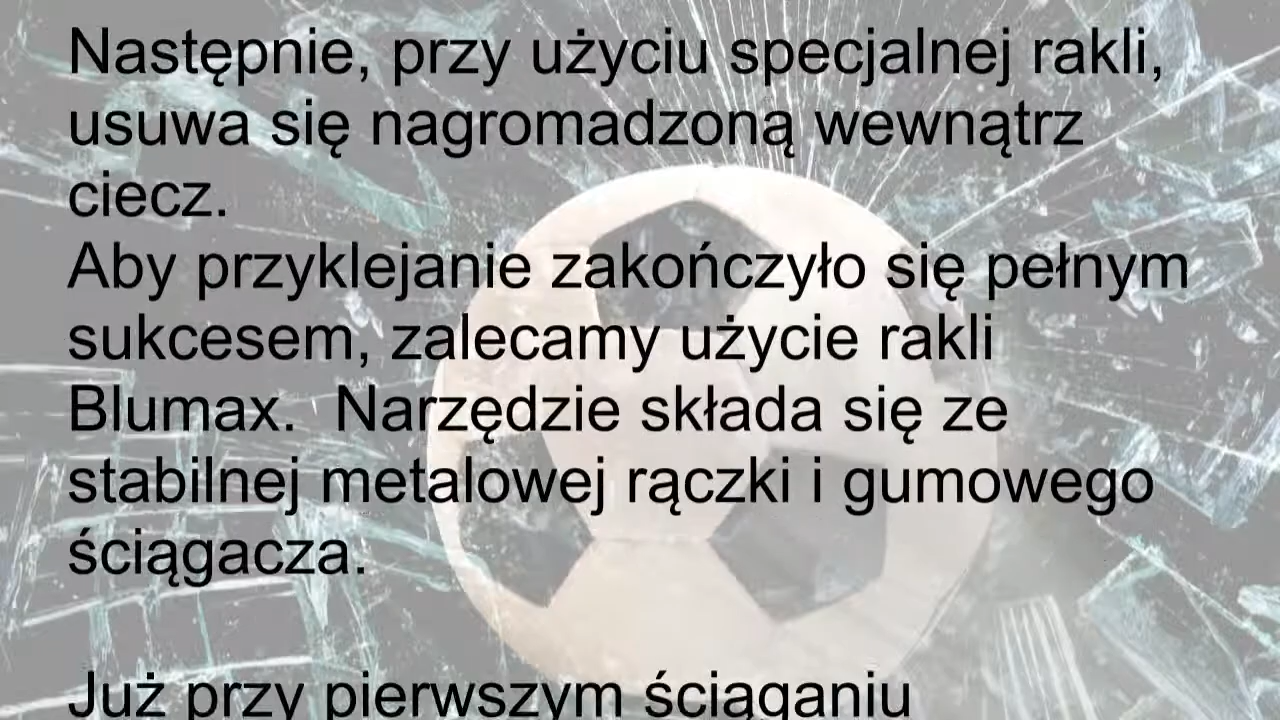 Następnie, przy użyciu specjalnej rakli,
usuwa się nagromadzoną wewnątrz
ciecz.
Aby przyklejanie zakończyło się pełnym
sukcesem, zalecamy użycie rakli
Blumax.  Narzędzie składa się ze
stabilnej metalowej rączki i gumowego
ściągacza.

Już przy pierwszym ściąganiu